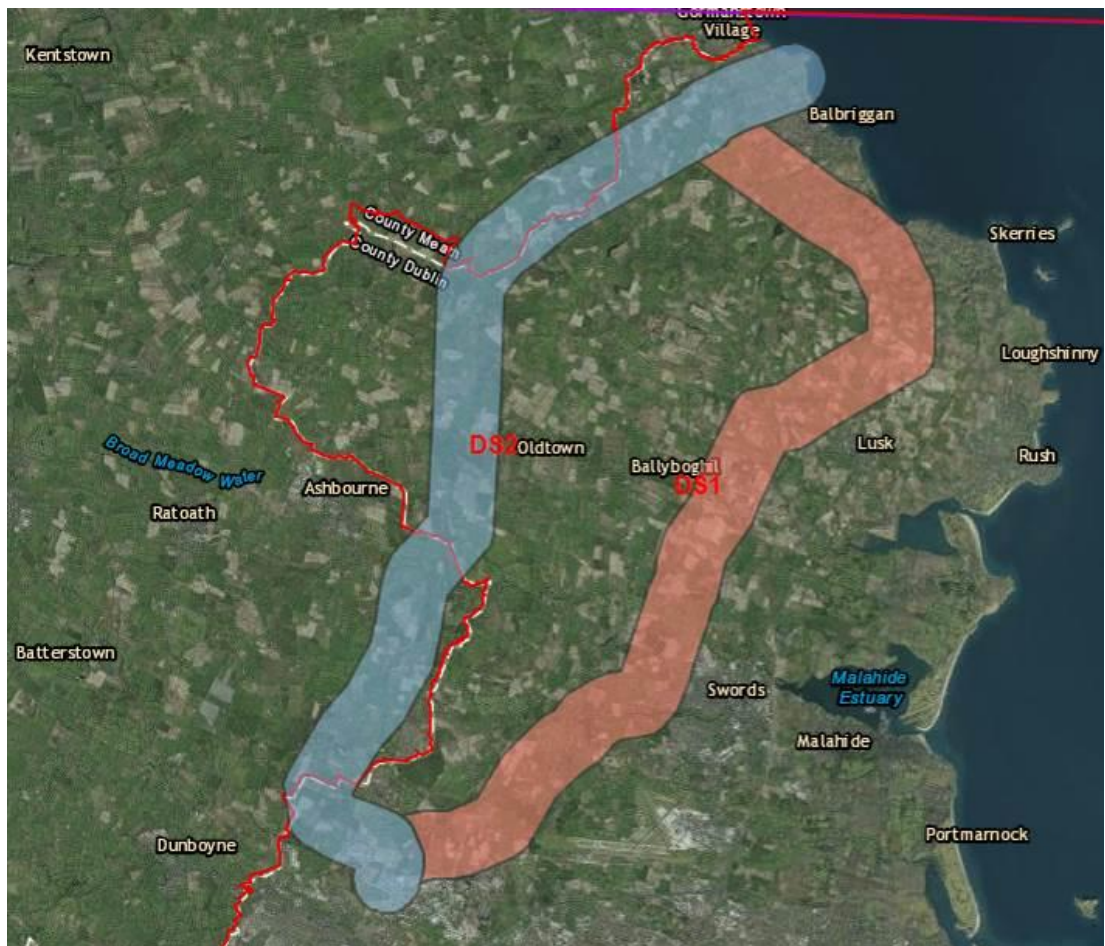 Village
Kentstown
Balbriggan
County Meath
County Dublin
Skerries
Loughshinny
DS2
Oldtown
Lusk
Rush
Ballyboghil
DS1
Broad Meadow
Water
Ashbourne
Ratoath
Batterstown
Swords
Malahide
Estuary
Malahide
Dunboyne
Portmarnock